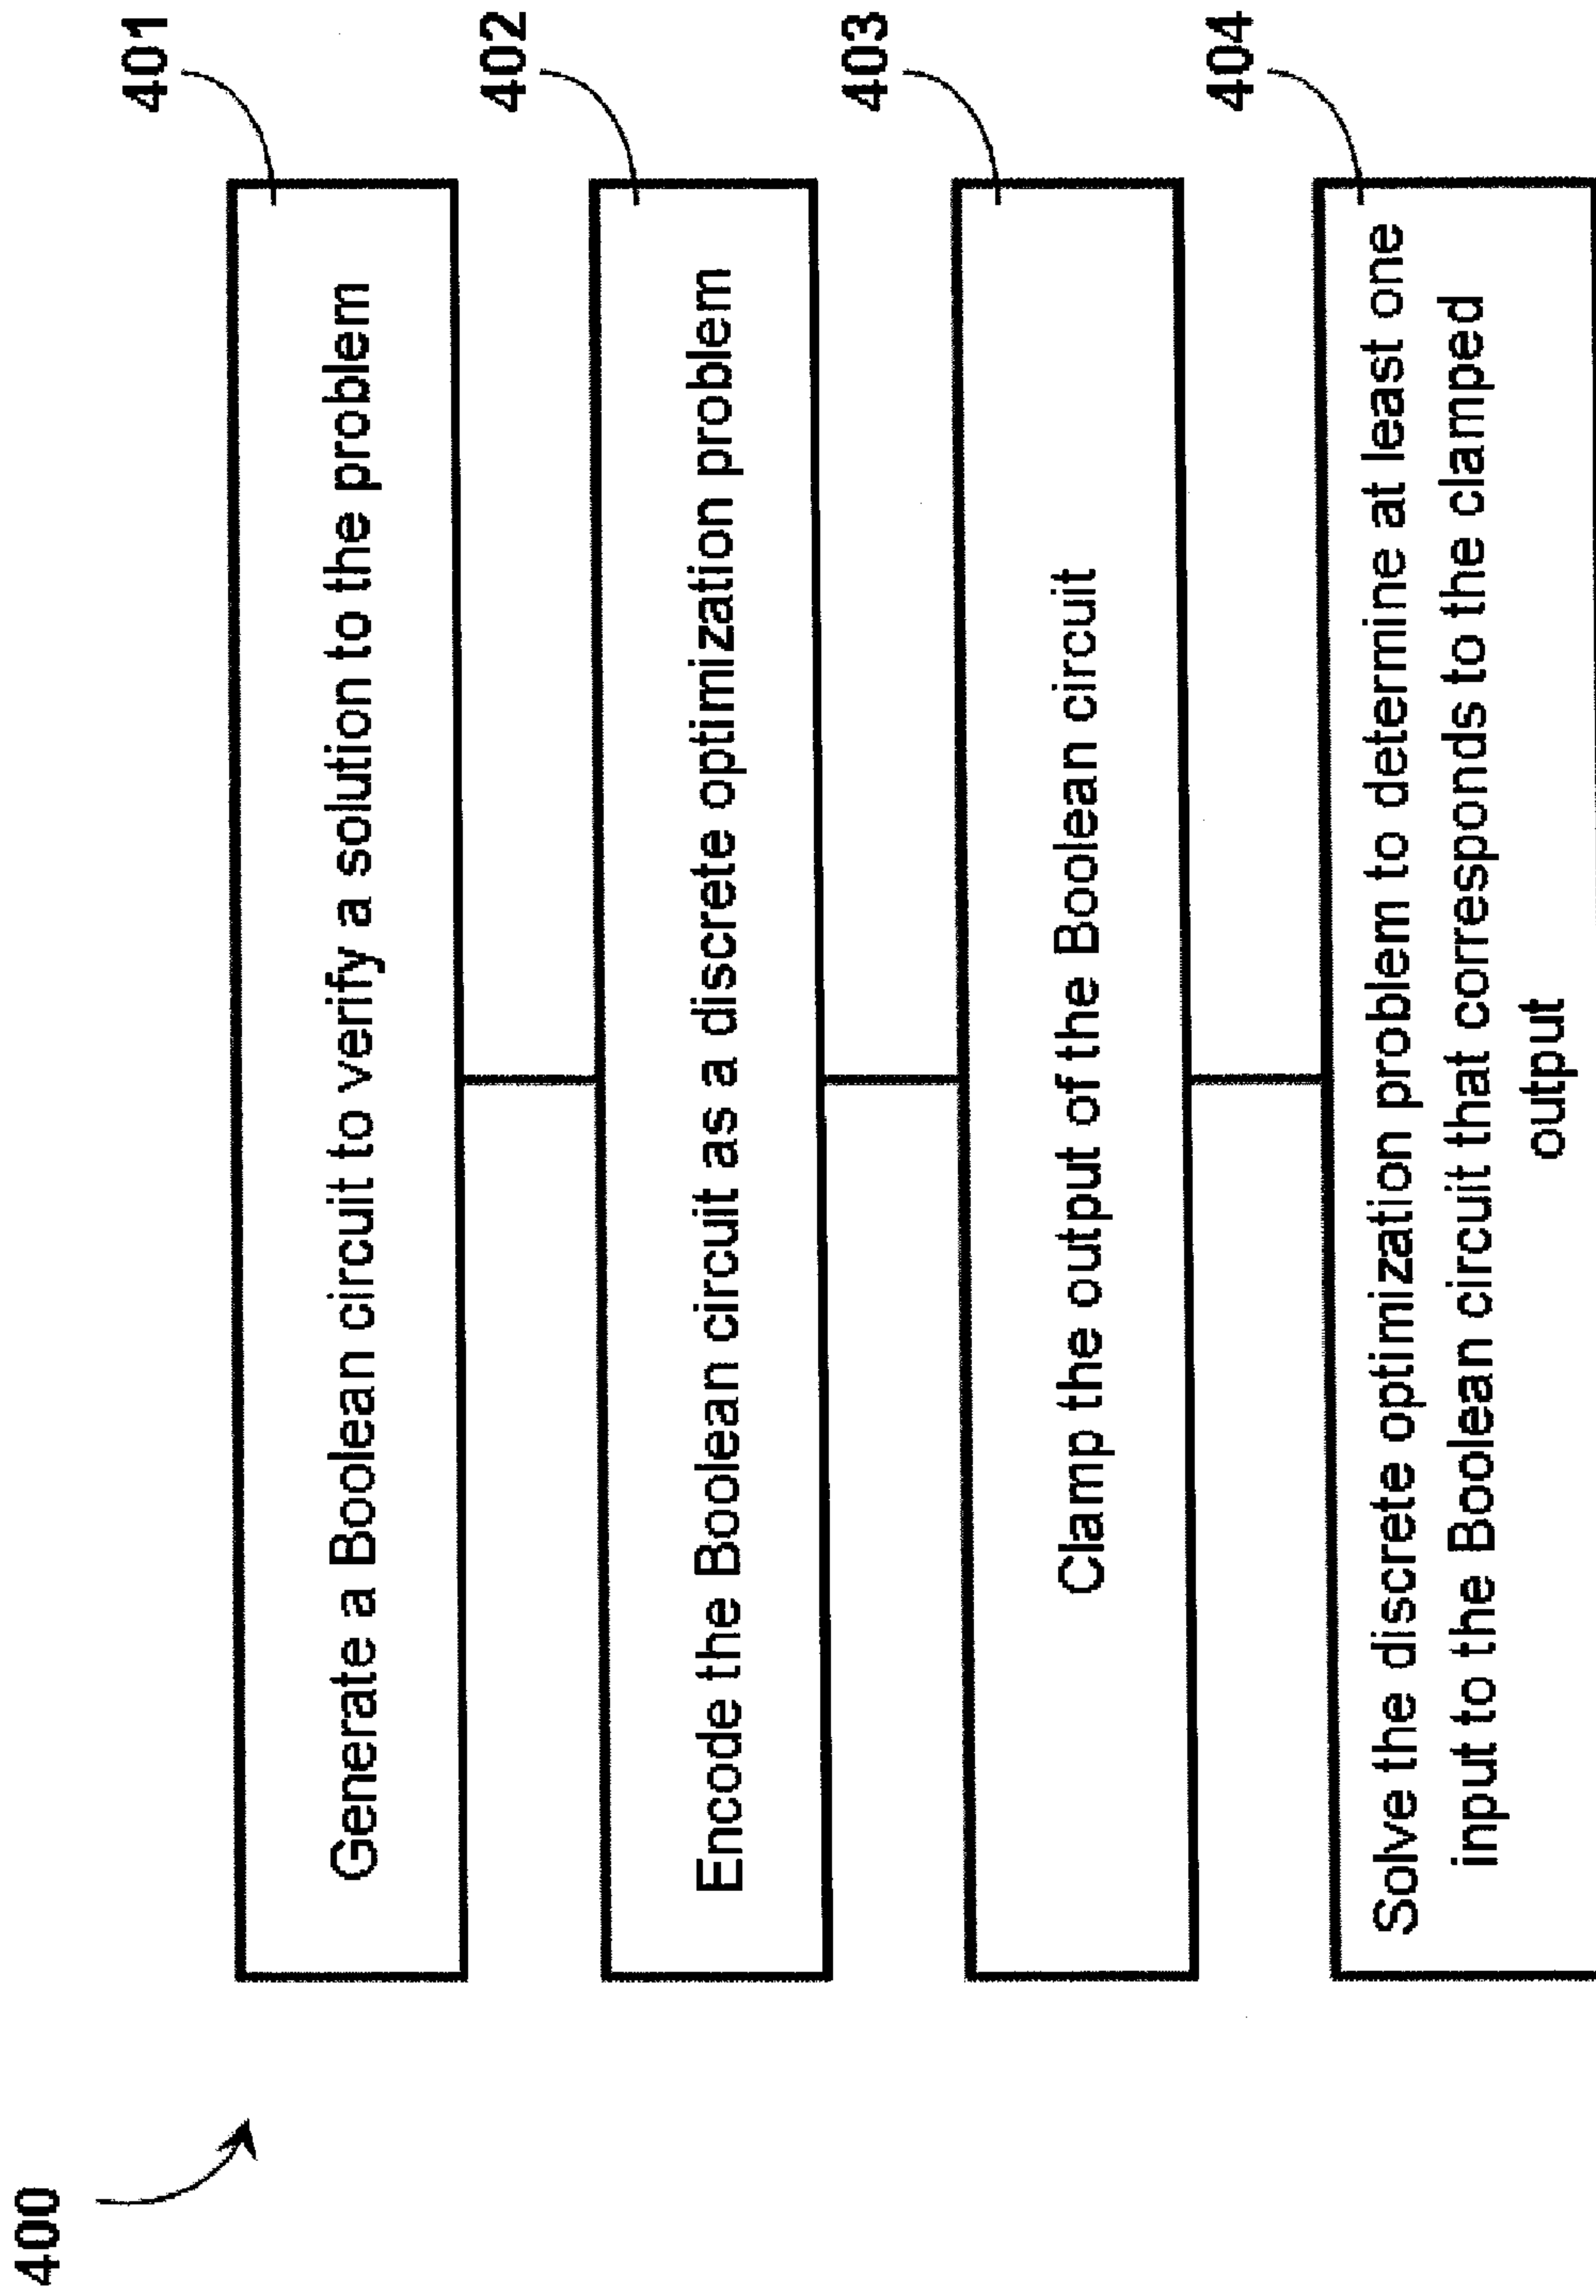 400
401
Generate a Boolean circuit to verify a solution to the problem
402
Encode the Boolean circuit as a discrete optimization problem
403
Clamp the output of the Boolean circuit
404
Solve the discrete optimization problem to determine at least one
input to the Boolean circuit that corresponds to the clamped
output